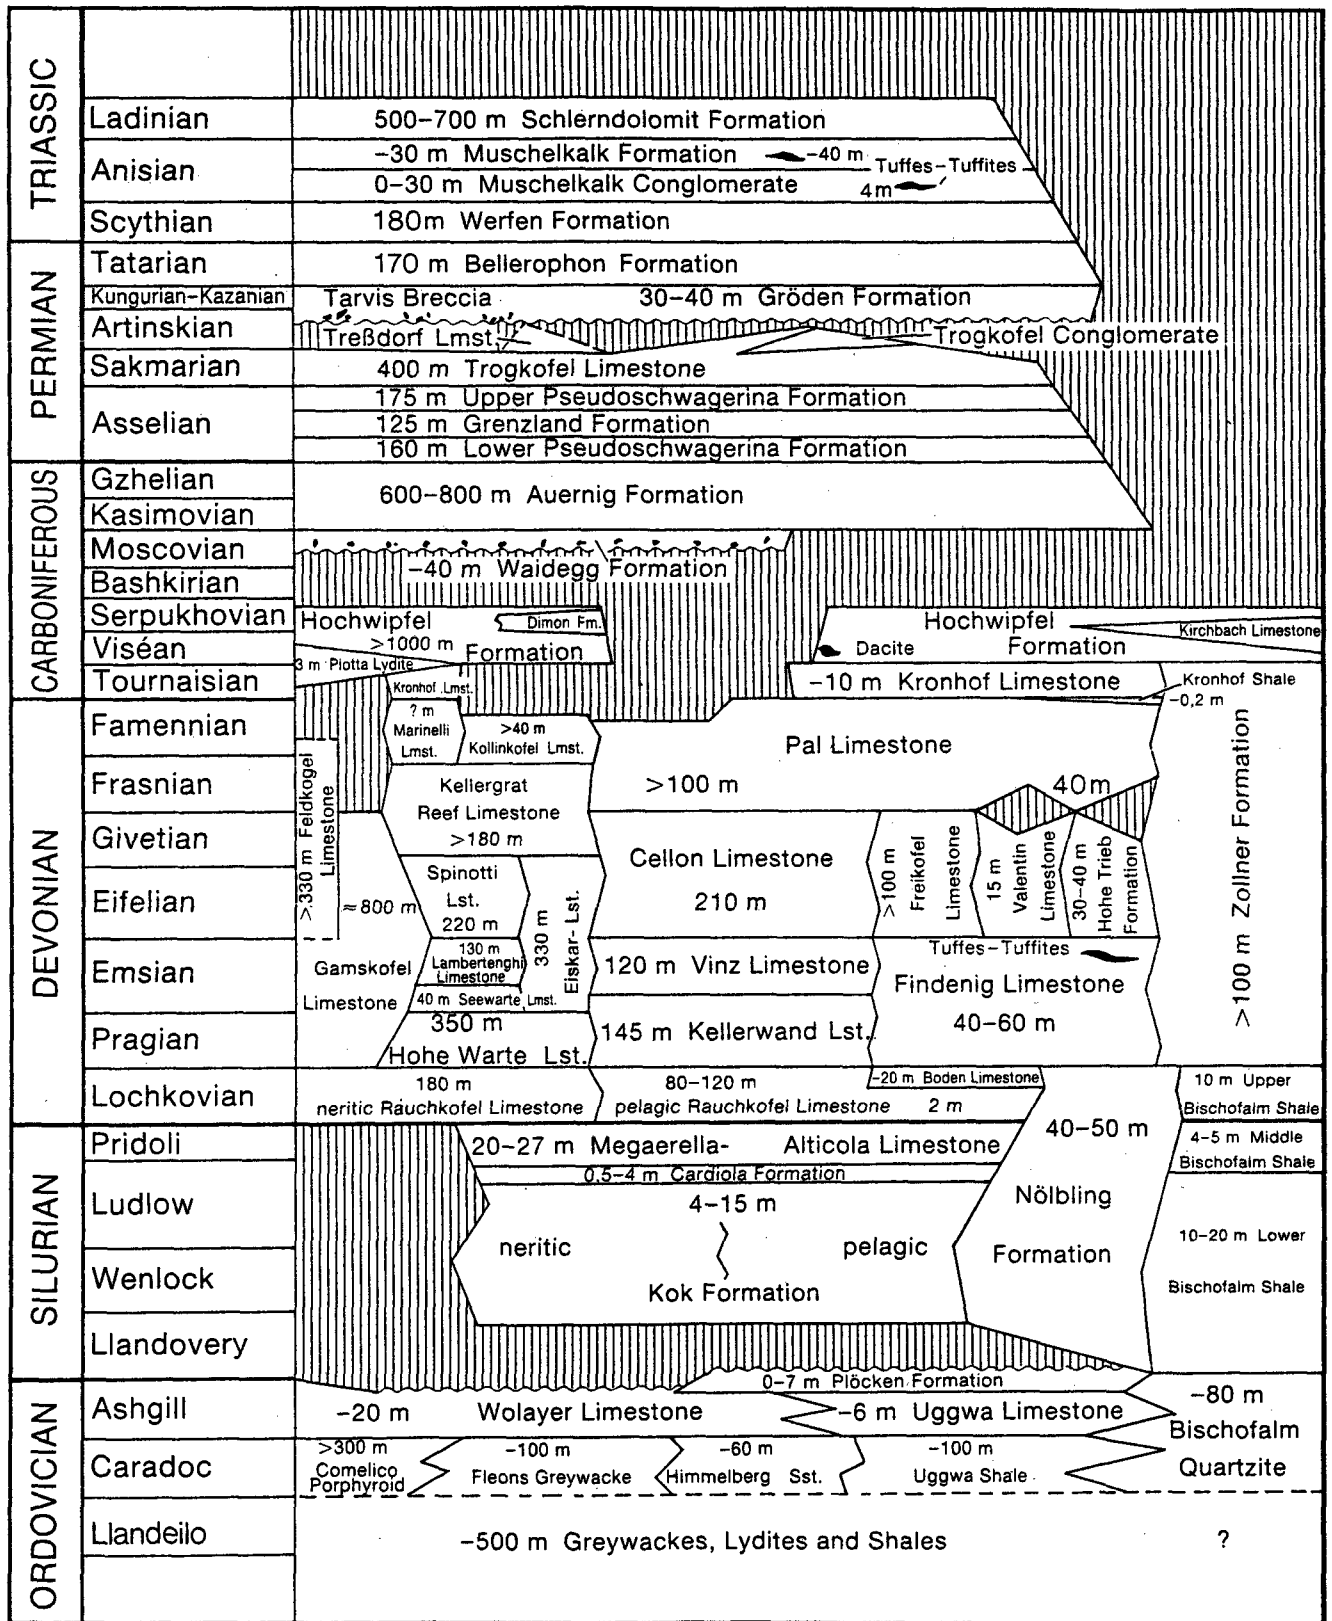 TRIASSIC
Ladinian
500-700 m Schlerndolomit Formation
Anisian
-30 m Muschelkalk Formation
-40 m
Tuffes-Tuffites
0-30 m Muschelkalk Conglomerate
4m
Scythian
180m Werfen Formation
PERMIAN
Tatarian
170 m Bellerophon Formation
Kungurian-Kazanian
Tarvis Breccia
30-40 m Gröden Formation
Artinskian
Treßdorf Lmst.
Trogkofel Conglomerate
Sakmarian
400 m Trogkofel Limestone
Asselian
175 m Upper Pseudoschwagerina Formation
125 m Grenzland Formation
160 m Lower Pseudoschwagerina Formation
CARBONIFEROUS
Gzhelian
600-800 m Auernig Formation
Kasimovian
Moscovian
-40 m Waidegg Formation
Bashkirian
Serpukhovian
Hochwipfel
Dimon Fm.
Hochwipfel
Kirchbach Limestone
Viséan
>1000 m
Formation
Dacite
Formation
3 m Plotta Lydite
Tournaisian
Kronhof Lmst.
-10 m Kronhof Limestone
Kronhof Shale
-0,2 m
DEVONIAN
Famennian
? m
Marinelli
Lmst.
>40 m
Kollinkofel Lmst.
Pal Limestone
Frasnian
>330 m Feldkogel
Limestone
Kellergrat
Reef Limestone
>180 m
>100 m
40m
>100 m Zollner Formation
Givetian
Cellon Limestone
210 m
>100 m
Freikofel
Limestone
15 m
Valentin
Limestone
30-40 m
Hohe Trieb
Formation
Eifelian
≈800 m
Spinotti
Lst.
220 m
330 m
Eiskar-Lst.
Emsian
Gamskofel
Limestone
130 m
Lambertenghi
Limestone
40 m Seewarte Lmst.
120 m Vinz Limestone
Tuffes-Tuffites
Findenig Limestone
40-60 m
Pragian
350 m
Hohe Warte Lst.
145 m Kellerwand Lst.
Lochkovian
180 m
neritic Rauchkofel Limestone
80-120 m
pelagic Rauchkofel Limestone
-20 m Boden Limestone
2 m
10 m Upper
Bischofalm Shale
SILURIAN
Pridoli
20-27 m Megaerella- Alticola Limestone
40-50 m
4-5 m Middle
Bischofalm Shale
0.5-4 m Cardiola Formation
Ludlow
4-15 m
Nölbling
Formation
neritic
pelagic
10-20 m Lower
Bischofalm Shale
Wenlock
Kok Formation
Llandovery
ORDOVICIAN
0-7 m Plöcken Formation
Ashgill
-20 m Wolayer Limestone
-6 m Uggwa Limestone
-80 m
Bischofalm
Quartzite
Caradoc
>300 m
Comelico
Porphyroid
-100 m
Fleons Greywacke
-60 m
Himmelberg Sst.
-100 m
Uggwa Shale
Llandeilo
-500 m Greywackes, Lydites and Shales
?